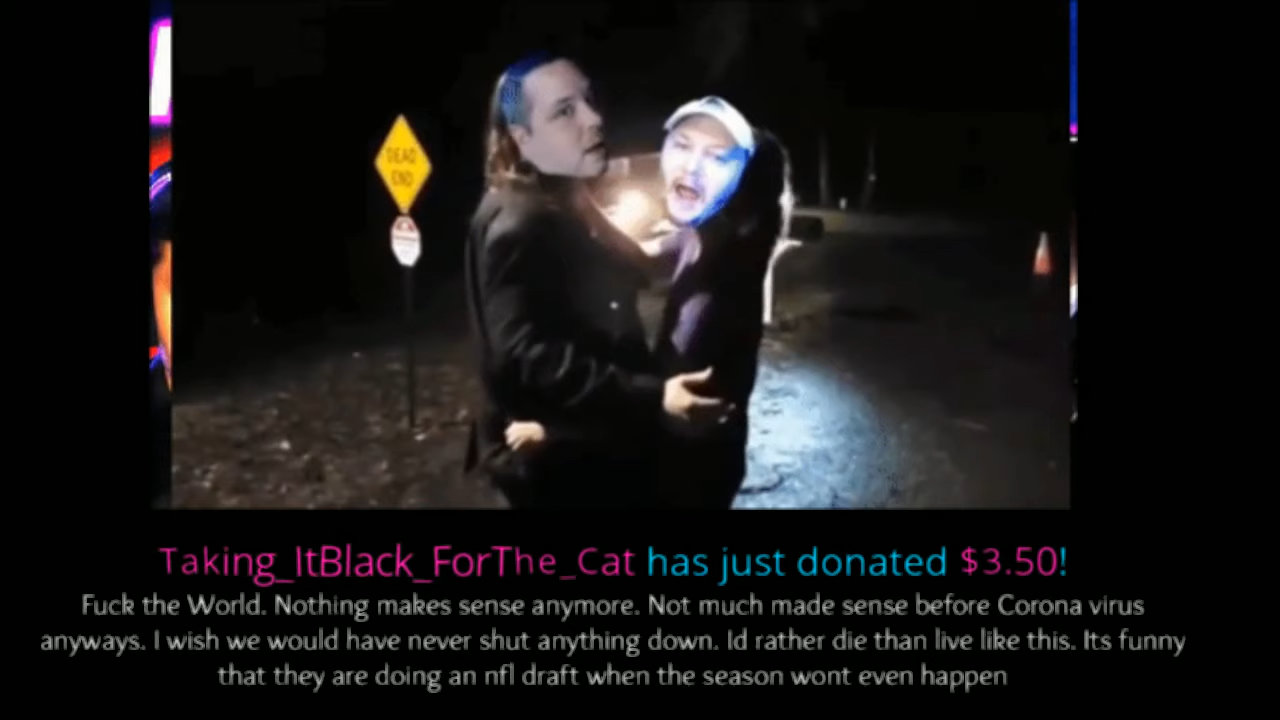 DEAD
END
Taking_ItBlack_ForThe_Cat has just donated $3.50!
Fuck the World. Nothing makes sense anymore. Not much made sense before Corona virus
anyways. I wish we would have never shut anything down. Id rather die than live like this. Its funny
that they are doing an nfl draft when the season wont even happen